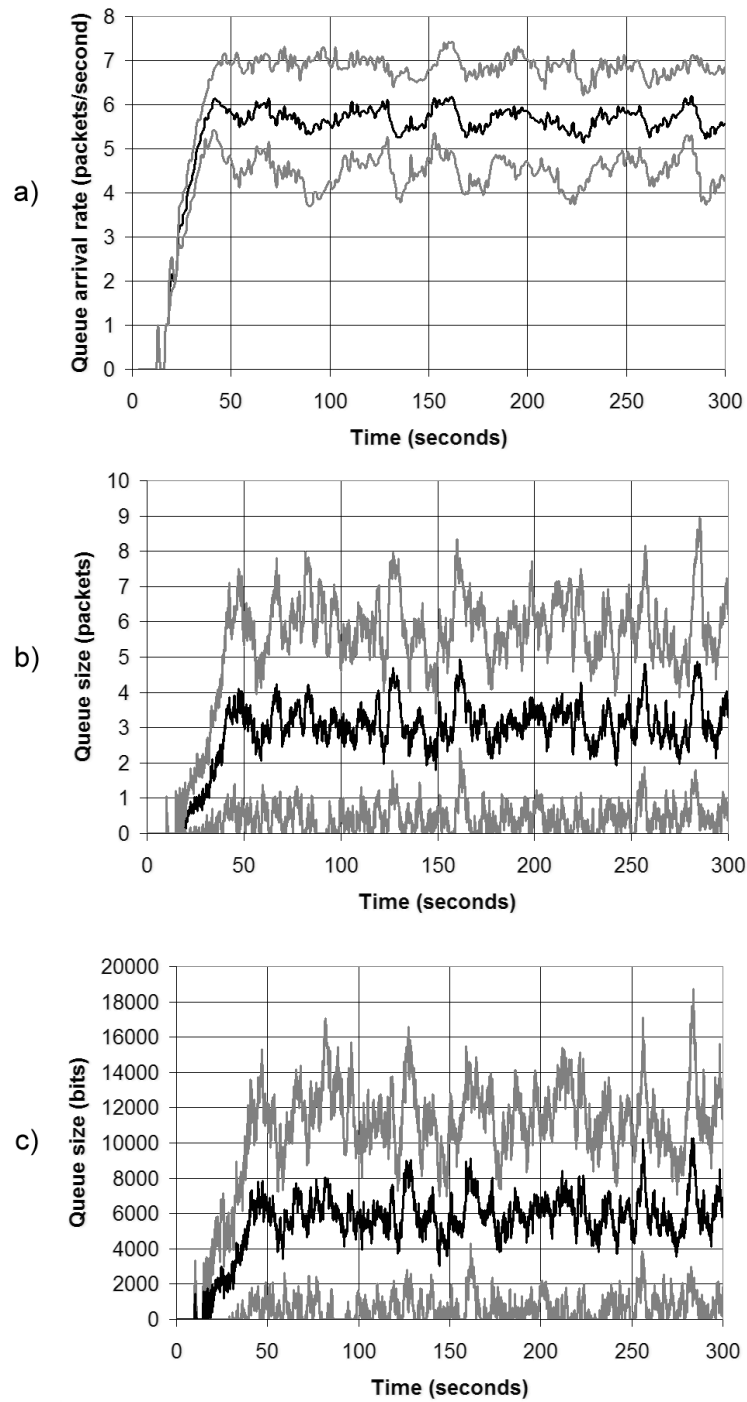 a)
Queue arrival rate (packets/second)
8
7
6
5
4
3
2
1
0
0 50 100 150 200 250 300
Time (seconds)
b)
Queue size (packets)
10
9
8
7
6
5
4
3
2
1
0
0 50 100 150 200 250 300
Time (seconds)
c)
Queue size (bits)
20000
18000
16000
14000
12000
10000
8000
6000
4000
2000
0
0 50 100 150 200 250 300
Time (seconds)